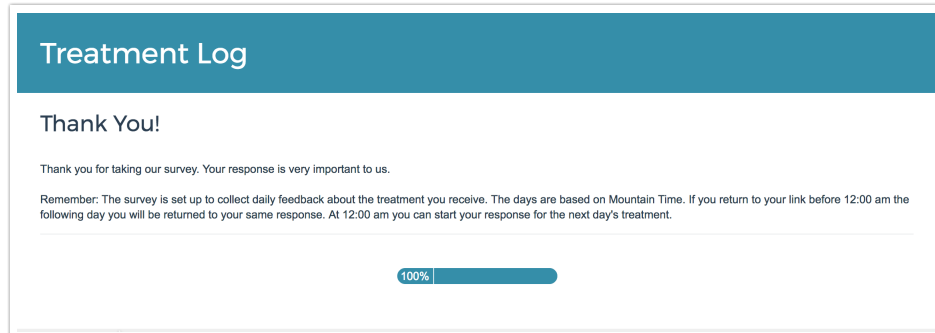 Treatment Log
Thank You!
Thank you for taking our survey. Your response is very important to us.
Remember: The survey is set up to collect daily feedback about the treatment you receive. The days are based on Mountain Time. If you return to your link before 12:00 am the
following day you will be returned to your same response. At 12:00 am you can start your response for the next day's treatment.
100%